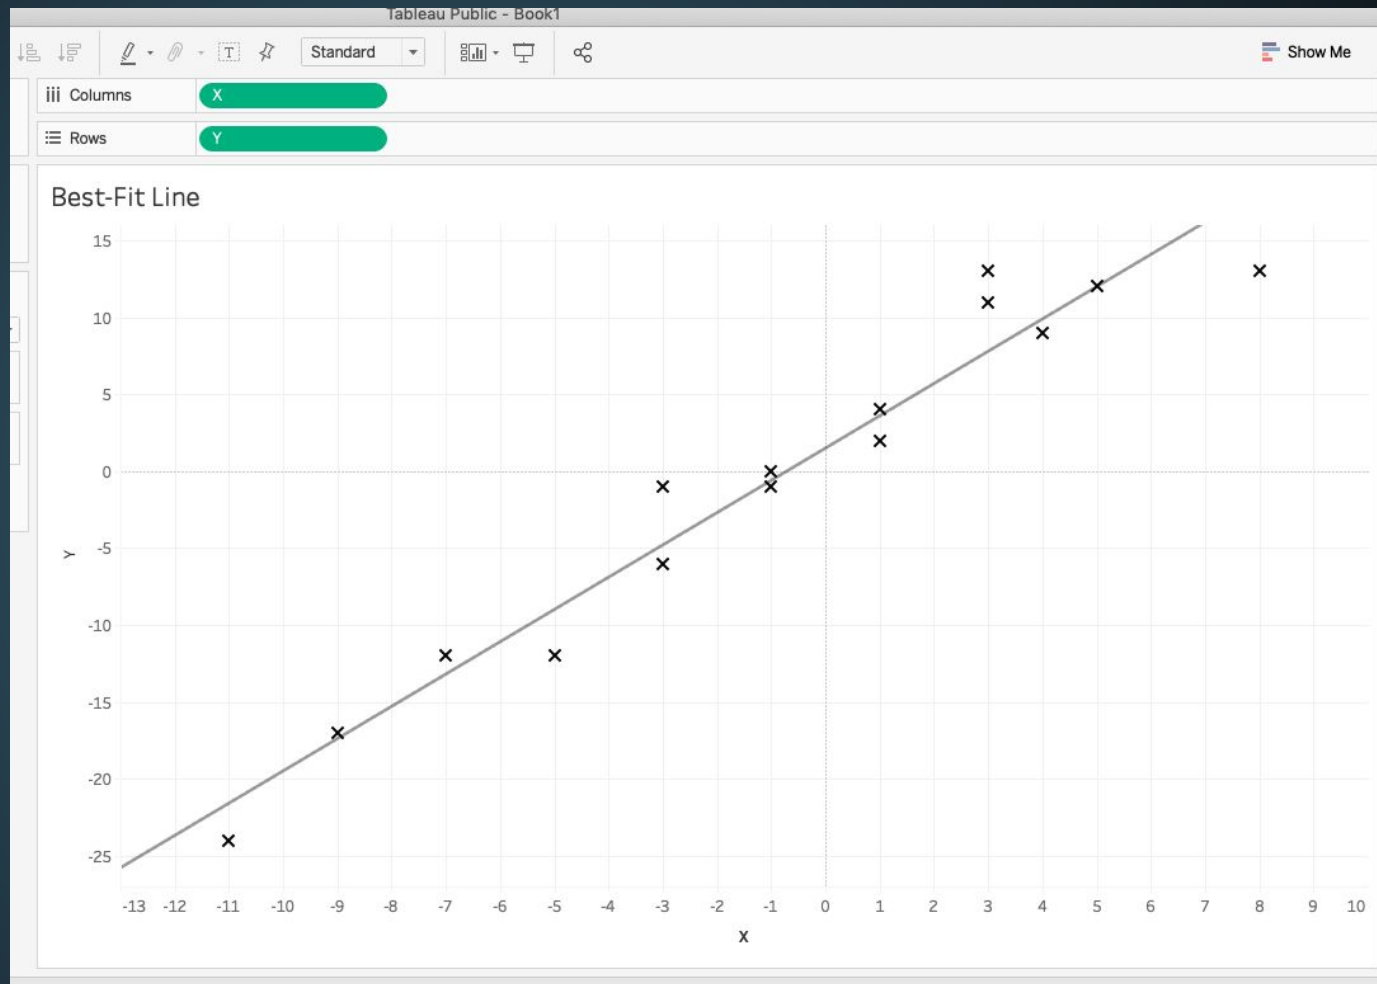 Tableau Public - Book1
T Standard Show Me
Columns X
Rows Y
Best-Fit Line
15
10
5
0
-5
-10
-15
-20
-25
Y
-13 -12 -11 -10 -9 -8 -7 -6 -5 -4 -3 -2 -1 0 1 2 3 4 5 6 7 8 9 10
X